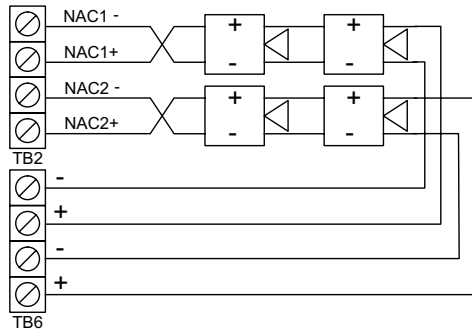 NAC1 -
NAC1+
NAC2 -
NAC2+
TB2
+ +
- -
+ +
- -
-
+
-
+
TB6